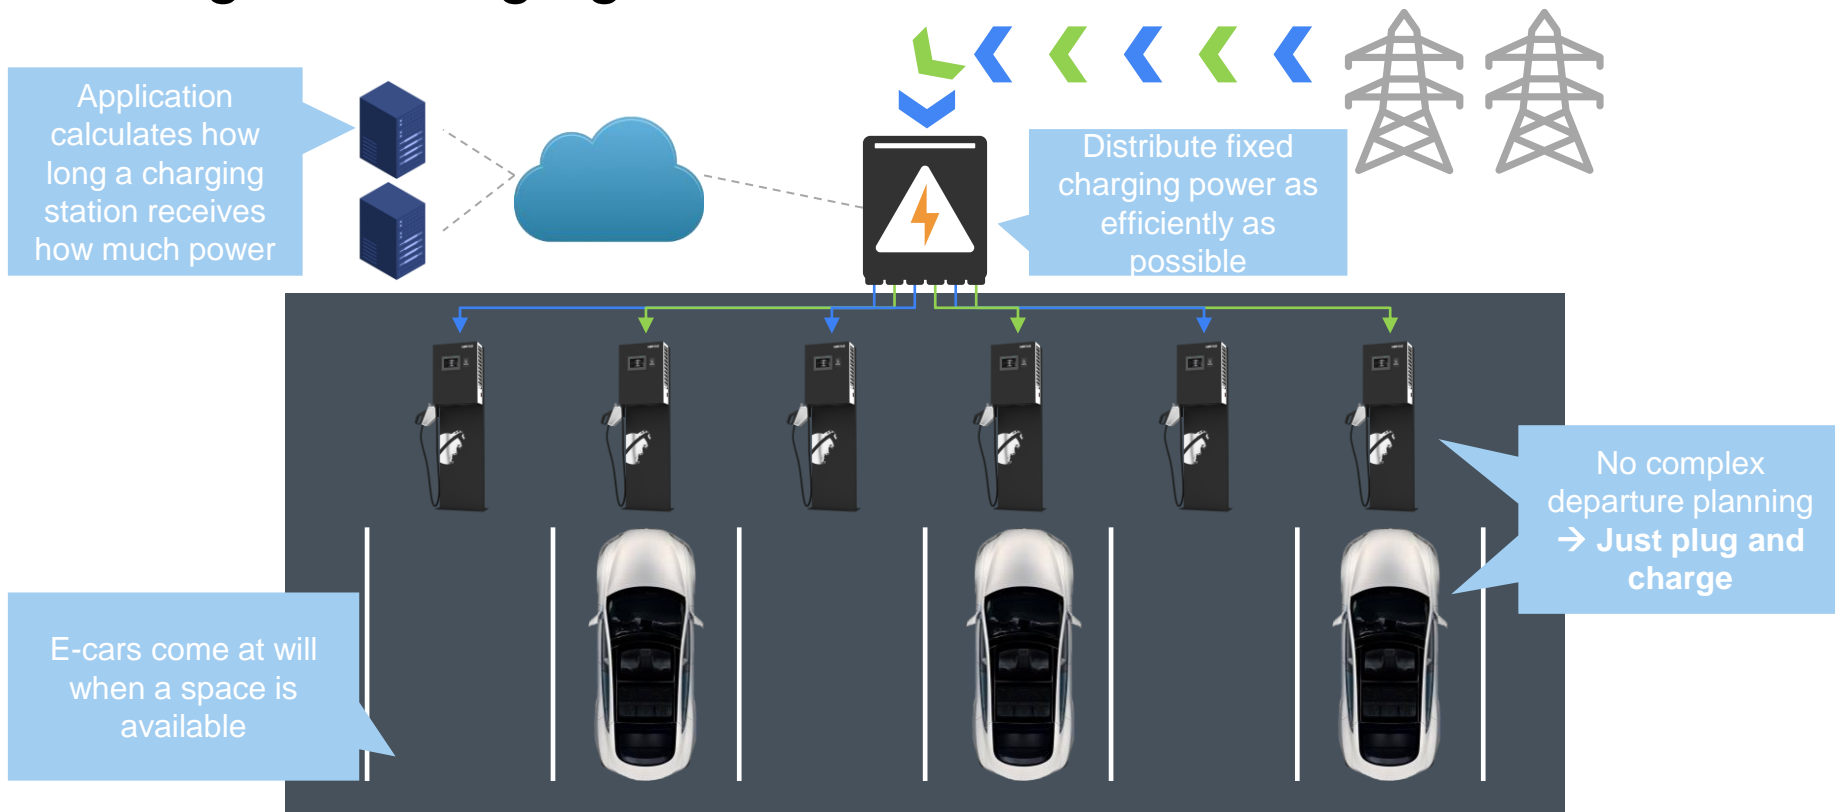 Application
calculates how
long a charging
station receives
how much power
Distribute fixed
charging power as
efficiently as
possible
No complex
departure planning
→ Just plug and
charge
E-cars come at will
when a space is
available